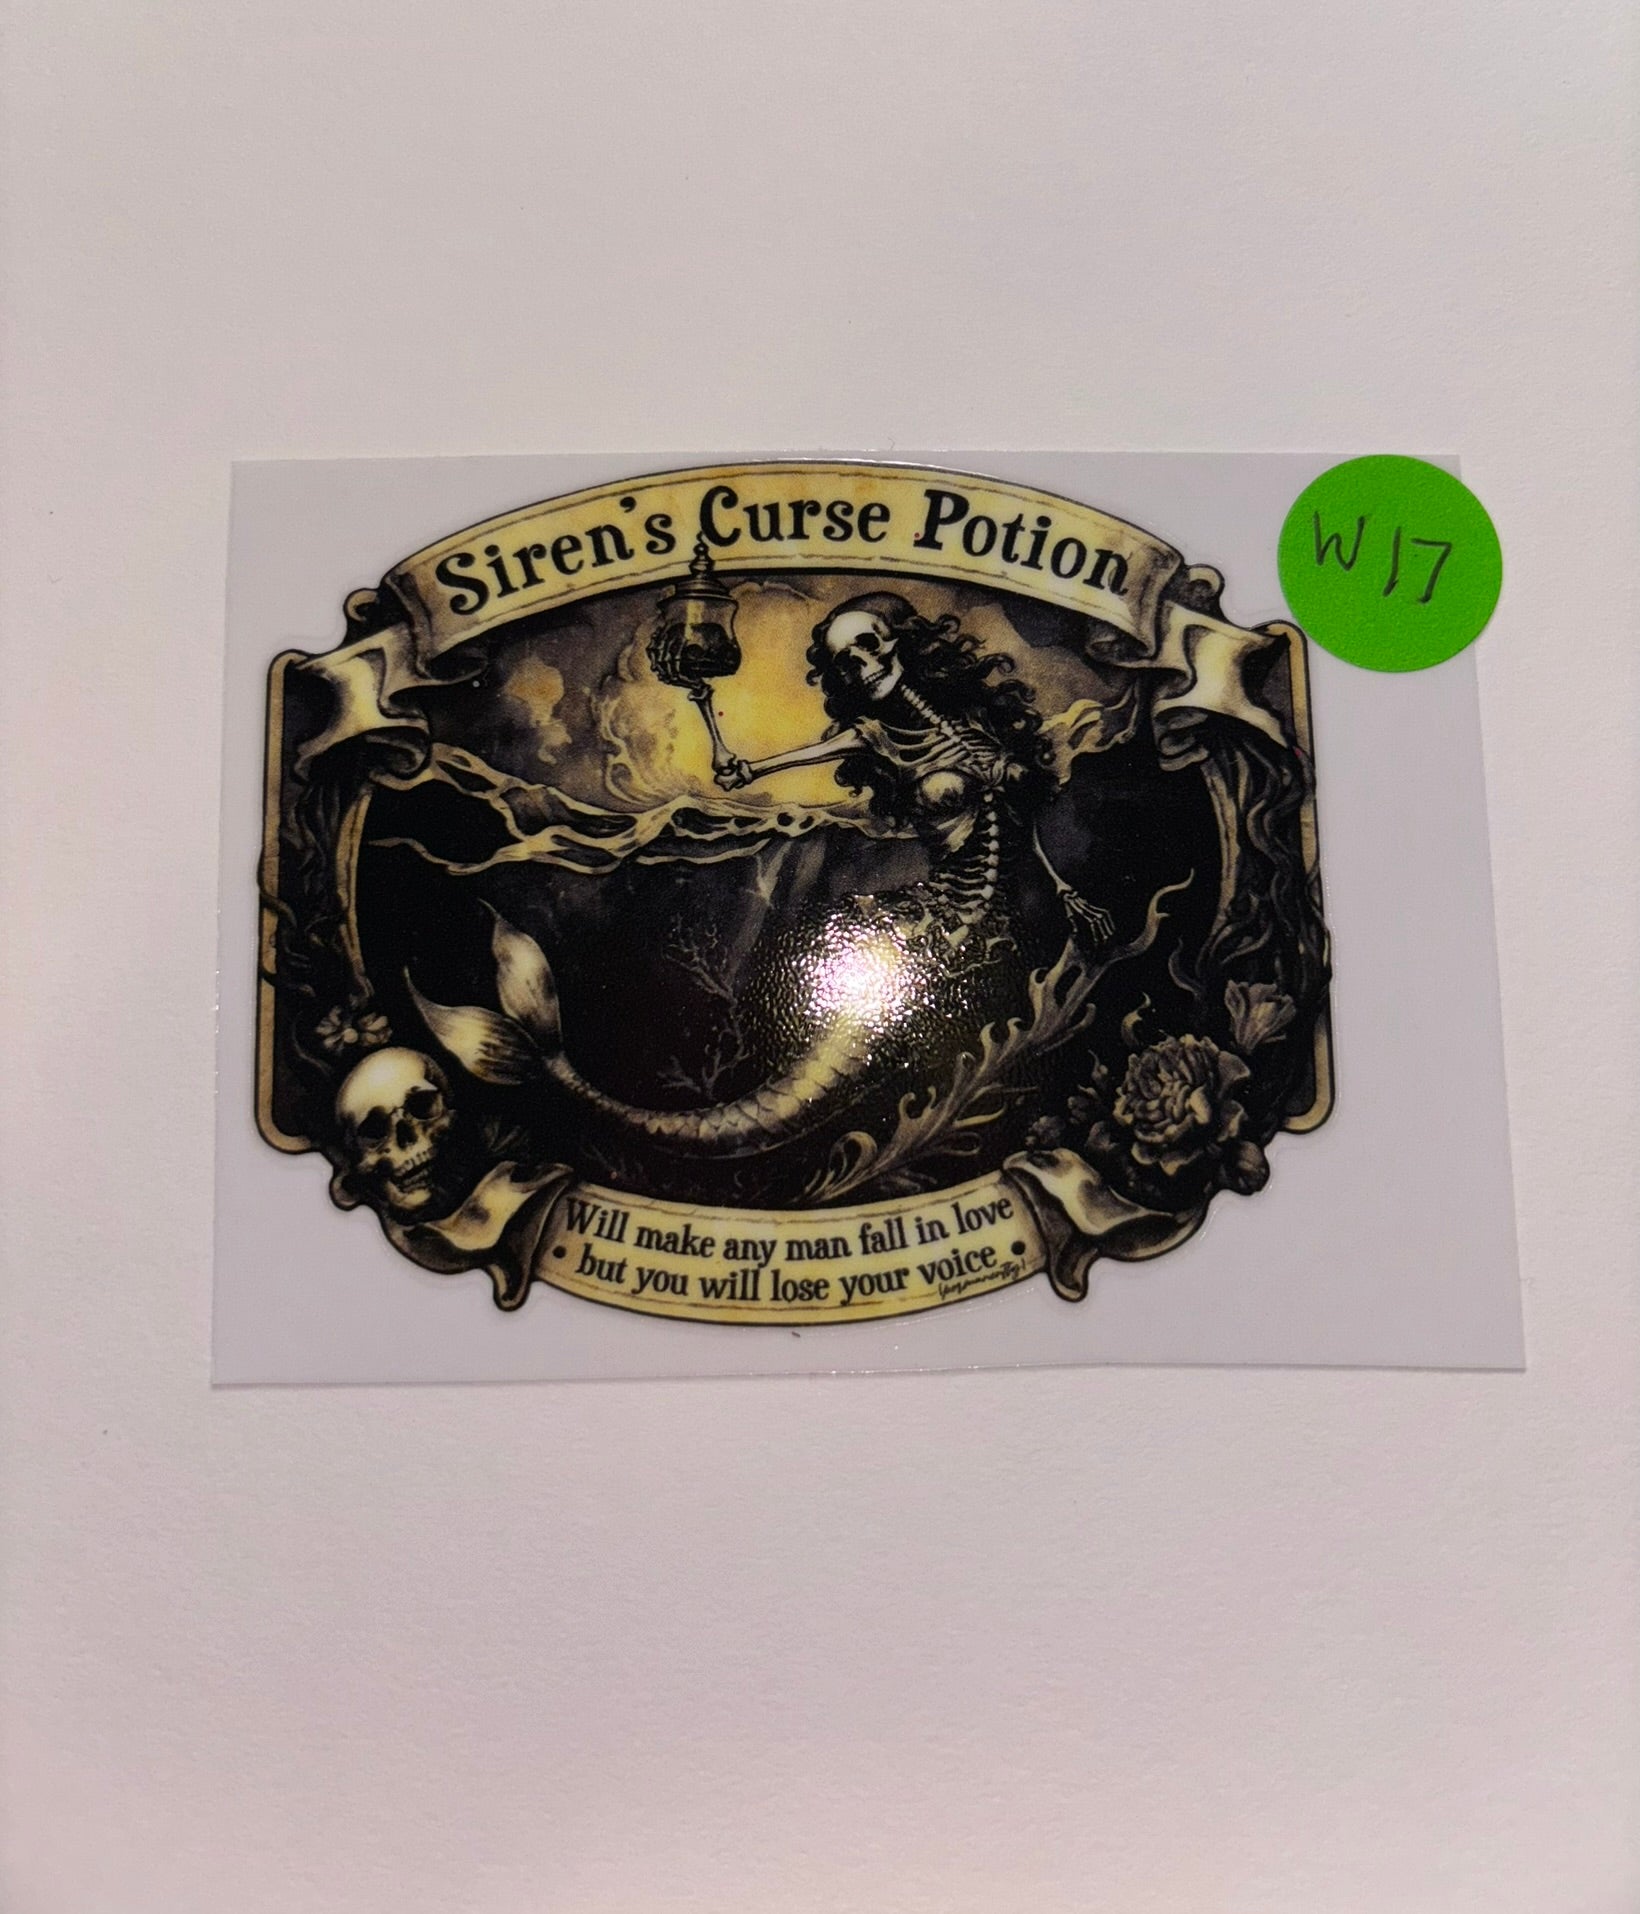 Siren's Curse Potion
W17
Will make any man fall in love
• but you will lose your voice •